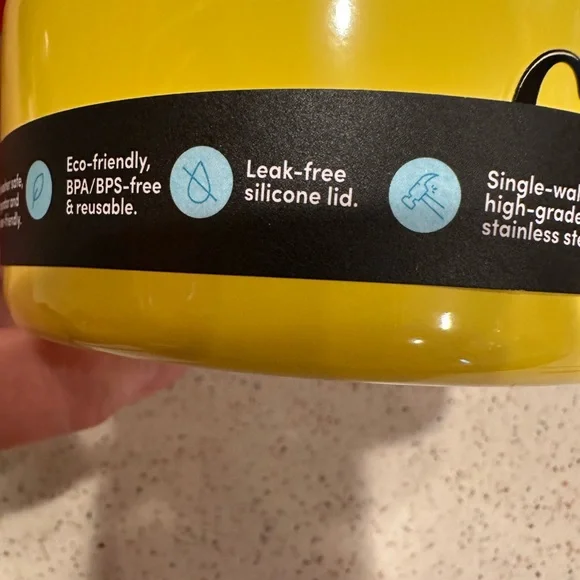 Eco-friendly,
BPA/BPS-free
& reusable.
Leak-free
silicone lid.
Single-wal
high-grade
stainless ste